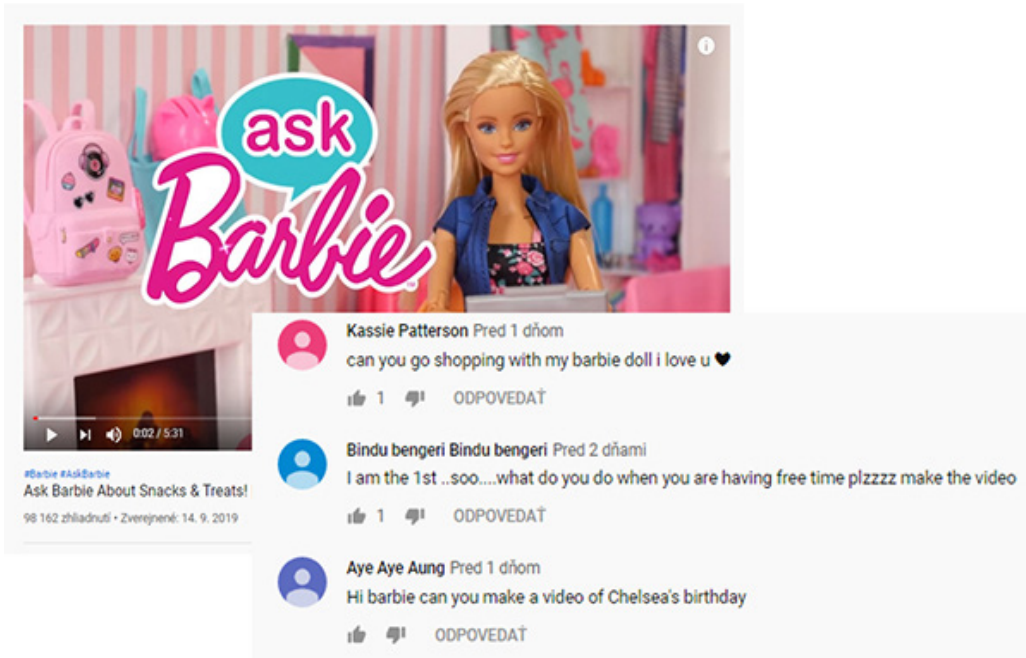 ask
Barbie
0:02 / 5:31
#Barbie #AskBarbie
Ask Barbie About Snacks & Treats!
98 162 zhliadnutí • Zverejnené: 14. 9. 2019
Kassie Patterson Pred 1 dňom
can you go shopping with my barbie doll i love u 🖤
1 ODPOVEDAŤ
Bindu bengeri Bindu bengeri Pred 2 dňami
I am the 1st ..soo....what do you do when you are having free time plzzzz make the video
1 ODPOVEDAŤ
Aye Aye Aung Pred 1 dňom
Hi barbie can you make a video of Chelsea's birthday
ODPOVEDAŤ